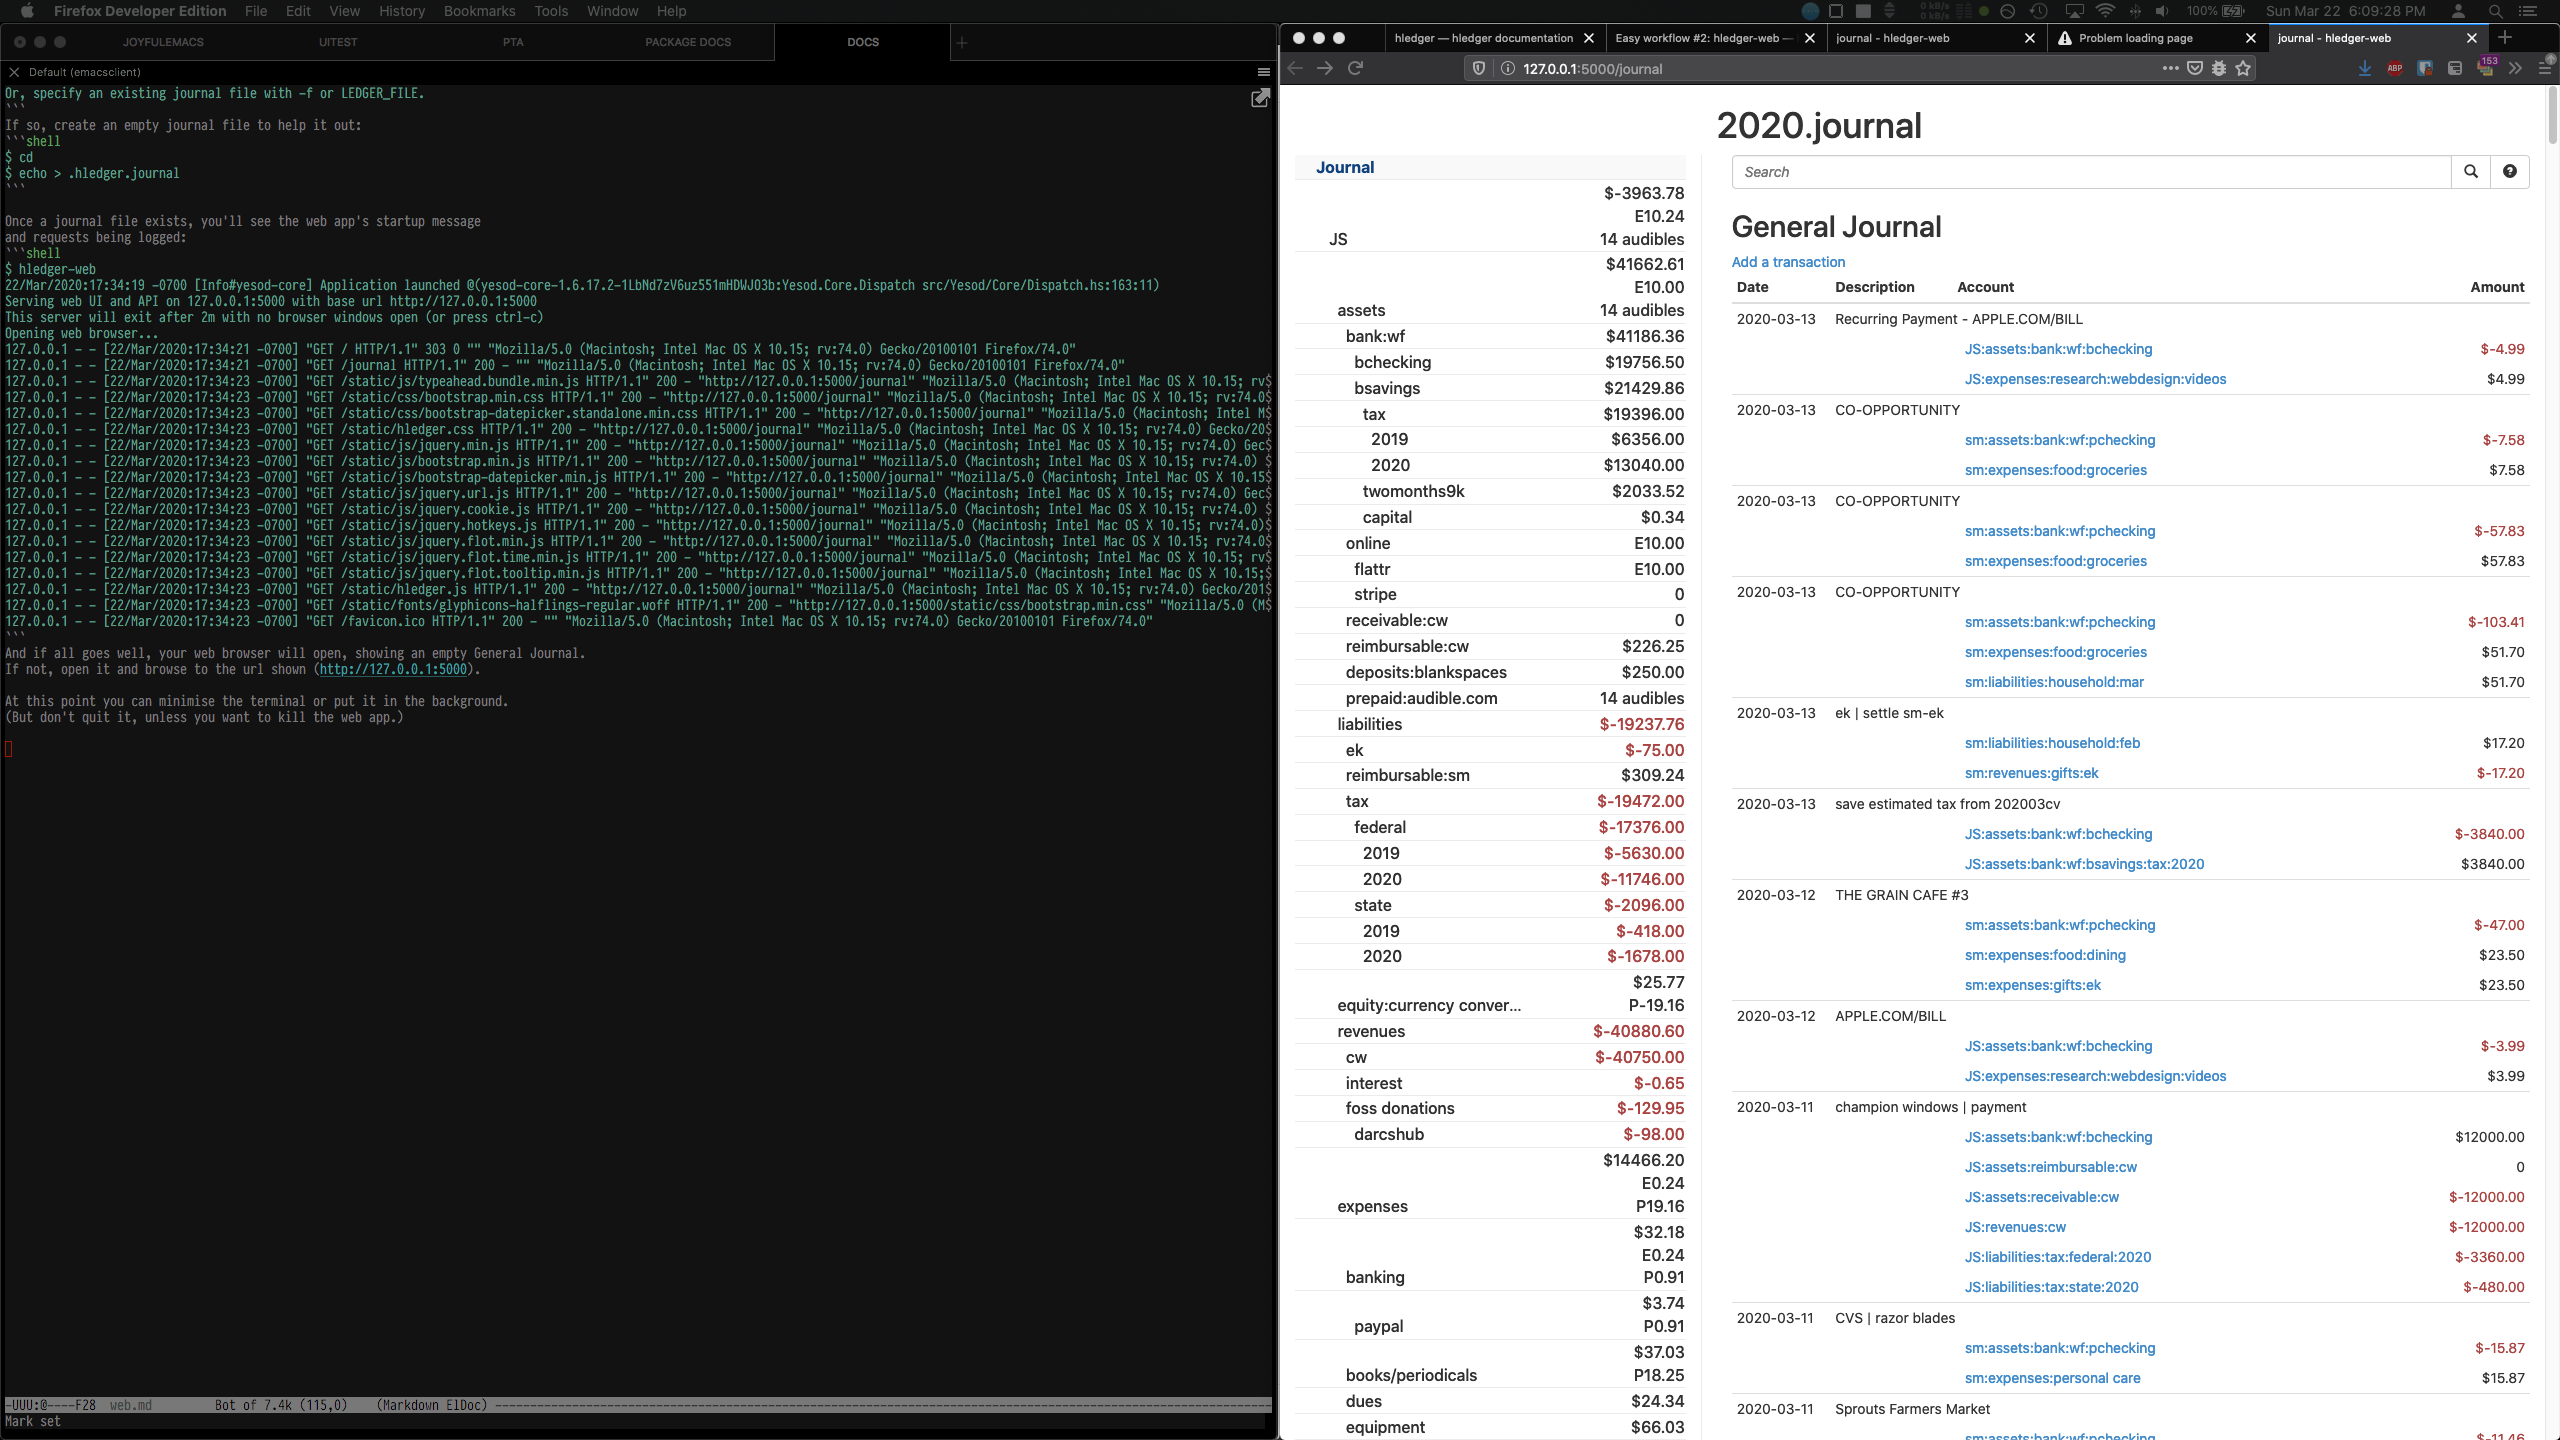 Firefox Developer Edition File Edit View History Bookmarks Tools Window Help
0 kB/s
0 kB/s
100%
Sun Mar 22 6:09:28 PM
JOYFULEMACS UITEST PTA PACKAGE DOCS DOCS
Default (emacsclient)
Or, specify an existing journal file with -f or LEDGER_FILE.
```
If so, create an empty journal file to help it out:
```shell
$ cd
$ echo > .hledger.journal
```
Once a journal file exists, you'll see the web app's startup message
and requests being logged:
```shell
$ hledger-web
22/Mar/2020:17:34:19 -0700 [Info#yesod-core] Application launched @(yesod-core-1.6.17.2-1LbNd7zV6uz551mHDWJO3b:Yesod.Core.Dispatch src/Yesod/Core/Dispatch.hs:163:11)
Serving web UI and API on 127.0.0.1:5000 with base url http://127.0.0.1:5000
This server will exit after 2m with no browser windows open (or press ctrl-c)
Opening web browser...
127.0.0.1 - - [22/Mar/2020:17:34:21 -0700] "GET / HTTP/1.1" 303 0 "" "Mozilla/5.0 (Macintosh; Intel Mac OS X 10.15; rv:74.0) Gecko/20100101 Firefox/74.0"
127.0.0.1 - - [22/Mar/2020:17:34:21 -0700] "GET /journal HTTP/1.1" 200 - "" "Mozilla/5.0 (Macintosh; Intel Mac OS X 10.15; rv:74.0) Gecko/20100101 Firefox/74.0"
127.0.0.1 - - [22/Mar/2020:17:34:23 -0700] "GET /static/js/typeahead.bundle.min.js HTTP/1.1" 200 - "http://127.0.0.1:5000/journal" "Mozilla/5.0 (Macintosh; Intel Mac OS X 10.15; rv$
127.0.0.1 - - [22/Mar/2020:17:34:23 -0700] "GET /static/css/bootstrap.min.css HTTP/1.1" 200 - "http://127.0.0.1:5000/journal" "Mozilla/5.0 (Macintosh; Intel Mac OS X 10.15; rv:74.0$
127.0.0.1 - - [22/Mar/2020:17:34:23 -0700] "GET /static/css/bootstrap-datepicker.standalone.min.css HTTP/1.1" 200 - "http://127.0.0.1:5000/journal" "Mozilla/5.0 (Macintosh; Intel M$
127.0.0.1 - - [22/Mar/2020:17:34:23 -0700] "GET /static/hledger.css HTTP/1.1" 200 - "http://127.0.0.1:5000/journal" "Mozilla/5.0 (Macintosh; Intel Mac OS X 10.15; rv:74.0) Gecko/20$
127.0.0.1 - - [22/Mar/2020:17:34:23 -0700] "GET /static/js/jquery.min.js HTTP/1.1" 200 - "http://127.0.0.1:5000/journal" "Mozilla/5.0 (Macintosh; Intel Mac OS X 10.15; rv:74.0) Gec$
127.0.0.1 - - [22/Mar/2020:17:34:23 -0700] "GET /static/js/bootstrap.min.js HTTP/1.1" 200 - "http://127.0.0.1:5000/journal" "Mozilla/5.0 (Macintosh; Intel Mac OS X 10.15; rv:74.0) $
127.0.0.1 - - [22/Mar/2020:17:34:23 -0700] "GET /static/js/bootstrap-datepicker.min.js HTTP/1.1" 200 - "http://127.0.0.1:5000/journal" "Mozilla/5.0 (Macintosh; Intel Mac OS X 10.15$
127.0.0.1 - - [22/Mar/2020:17:34:23 -0700] "GET /static/js/jquery.url.js HTTP/1.1" 200 - "http://127.0.0.1:5000/journal" "Mozilla/5.0 (Macintosh; Intel Mac OS X 10.15; rv:74.0) Gec$
127.0.0.1 - - [22/Mar/2020:17:34:23 -0700] "GET /static/js/jquery.cookie.js HTTP/1.1" 200 - "http://127.0.0.1:5000/journal" "Mozilla/5.0 (Macintosh; Intel Mac OS X 10.15; rv:74.0) $
127.0.0.1 - - [22/Mar/2020:17:34:23 -0700] "GET /static/js/jquery.hotkeys.js HTTP/1.1" 200 - "http://127.0.0.1:5000/journal" "Mozilla/5.0 (Macintosh; Intel Mac OS X 10.15; rv:74.0)$
127.0.0.1 - - [22/Mar/2020:17:34:23 -0700] "GET /static/js/jquery.flot.min.js HTTP/1.1" 200 - "http://127.0.0.1:5000/journal" "Mozilla/5.0 (Macintosh; Intel Mac OS X 10.15; rv:74.0$
127.0.0.1 - - [22/Mar/2020:17:34:23 -0700] "GET /static/js/jquery.flot.time.min.js HTTP/1.1" 200 - "http://127.0.0.1:5000/journal" "Mozilla/5.0 (Macintosh; Intel Mac OS X 10.15; rv$
127.0.0.1 - - [22/Mar/2020:17:34:23 -0700] "GET /static/js/jquery.flot.tooltip.min.js HTTP/1.1" 200 - "http://127.0.0.1:5000/journal" "Mozilla/5.0 (Macintosh; Intel Mac OS X 10.15;$
127.0.0.1 - - [22/Mar/2020:17:34:23 -0700] "GET /static/hledger.js HTTP/1.1" 200 - "http://127.0.0.1:5000/journal" "Mozilla/5.0 (Macintosh; Intel Mac OS X 10.15; rv:74.0) Gecko/201$
127.0.0.1 - - [22/Mar/2020:17:34:23 -0700] "GET /static/fonts/glyphicons-halflings-regular.woff HTTP/1.1" 200 - "http://127.0.0.1:5000/static/css/bootstrap.min.css" "Mozilla/5.0 (M$
127.0.0.1 - - [22/Mar/2020:17:34:23 -0700] "GET /favicon.ico HTTP/1.1" 200 - "" "Mozilla/5.0 (Macintosh; Intel Mac OS X 10.15; rv:74.0) Gecko/20100101 Firefox/74.0"
```
And if all goes well, your web browser will open, showing an empty General Journal.
If not, open it and browse to the url shown (http://127.0.0.1:5000).
At this point you can minimise the terminal or put it in the background.
(But don't quit it, unless you want to kill the web app.)
-UUU:@----F28 web.md Bot of 7.4k (115,0) (Markdown ElDoc)
Mark set
hledger — hledger documentation
Easy workflow #2: hledger-web —
journal - hledger-web
Problem loading page
journal - hledger-web
127.0.0.1:5000/journal
ABP
153
2020.journal
Journal
$-3963.78
E10.24
JS 14 audibles
$41662.61
E10.00
assets 14 audibles
bank:wf $41186.36
bchecking $19756.50
bsavings $21429.86
tax $19396.00
2019 $6356.00
2020 $13040.00
twomonths9k $2033.52
capital $0.34
online E10.00
flattr E10.00
stripe 0
receivable:cw 0
reimbursable:cw $226.25
deposits:blankspaces $250.00
prepaid:audible.com 14 audibles
liabilities $-19237.76
ek $-75.00
reimbursable:sm $309.24
tax $-19472.00
federal $-17376.00
2019 $-5630.00
2020 $-11746.00
state $-2096.00
2019 $-418.00
2020 $-1678.00
$25.77
equity:currency conver... P-19.16
revenues $-40880.60
cw $-40750.00
interest $-0.65
foss donations $-129.95
darcshub $-98.00
$14466.20
E0.24
expenses P19.16
$32.18
E0.24
banking P0.91
$3.74
paypal P0.91
$37.03
books/periodicals P18.25
dues $24.34
equipment $66.03
Search
General Journal
Add a transaction
Date Description Account Amount
2020-03-13 Recurring Payment - APPLE.COM/BILL
JS:assets:bank:wf:bchecking $-4.99
JS:expenses:research:webdesign:videos $4.99
2020-03-13 CO-OPPORTUNITY
sm:assets:bank:wf:pchecking $-7.58
sm:expenses:food:groceries $7.58
2020-03-13 CO-OPPORTUNITY
sm:assets:bank:wf:pchecking $-57.83
sm:expenses:food:groceries $57.83
2020-03-13 CO-OPPORTUNITY
sm:assets:bank:wf:pchecking $-103.41
sm:expenses:food:groceries $51.70
sm:liabilities:household:mar $51.70
2020-03-13 ek | settle sm-ek
sm:liabilities:household:feb $17.20
sm:revenues:gifts:ek $-17.20
2020-03-13 save estimated tax from 202003cv
JS:assets:bank:wf:bchecking $-3840.00
JS:assets:bank:wf:bsavings:tax:2020 $3840.00
2020-03-12 THE GRAIN CAFE #3
sm:assets:bank:wf:pchecking $-47.00
sm:expenses:food:dining $23.50
sm:expenses:gifts:ek $23.50
2020-03-12 APPLE.COM/BILL
JS:assets:bank:wf:bchecking $-3.99
JS:expenses:research:webdesign:videos $3.99
2020-03-11 champion windows | payment
JS:assets:bank:wf:bchecking $12000.00
JS:assets:reimbursable:cw 0
JS:assets:receivable:cw $-12000.00
JS:revenues:cw $-12000.00
JS:liabilities:tax:federal:2020 $-3360.00
JS:liabilities:tax:state:2020 $-480.00
2020-03-11 CVS | razor blades
sm:assets:bank:wf:pchecking $-15.87
sm:expenses:personal care $15.87
2020-03-11 Sprouts Farmers Market
sm:assets:bank:wf:pchecking $-11.46